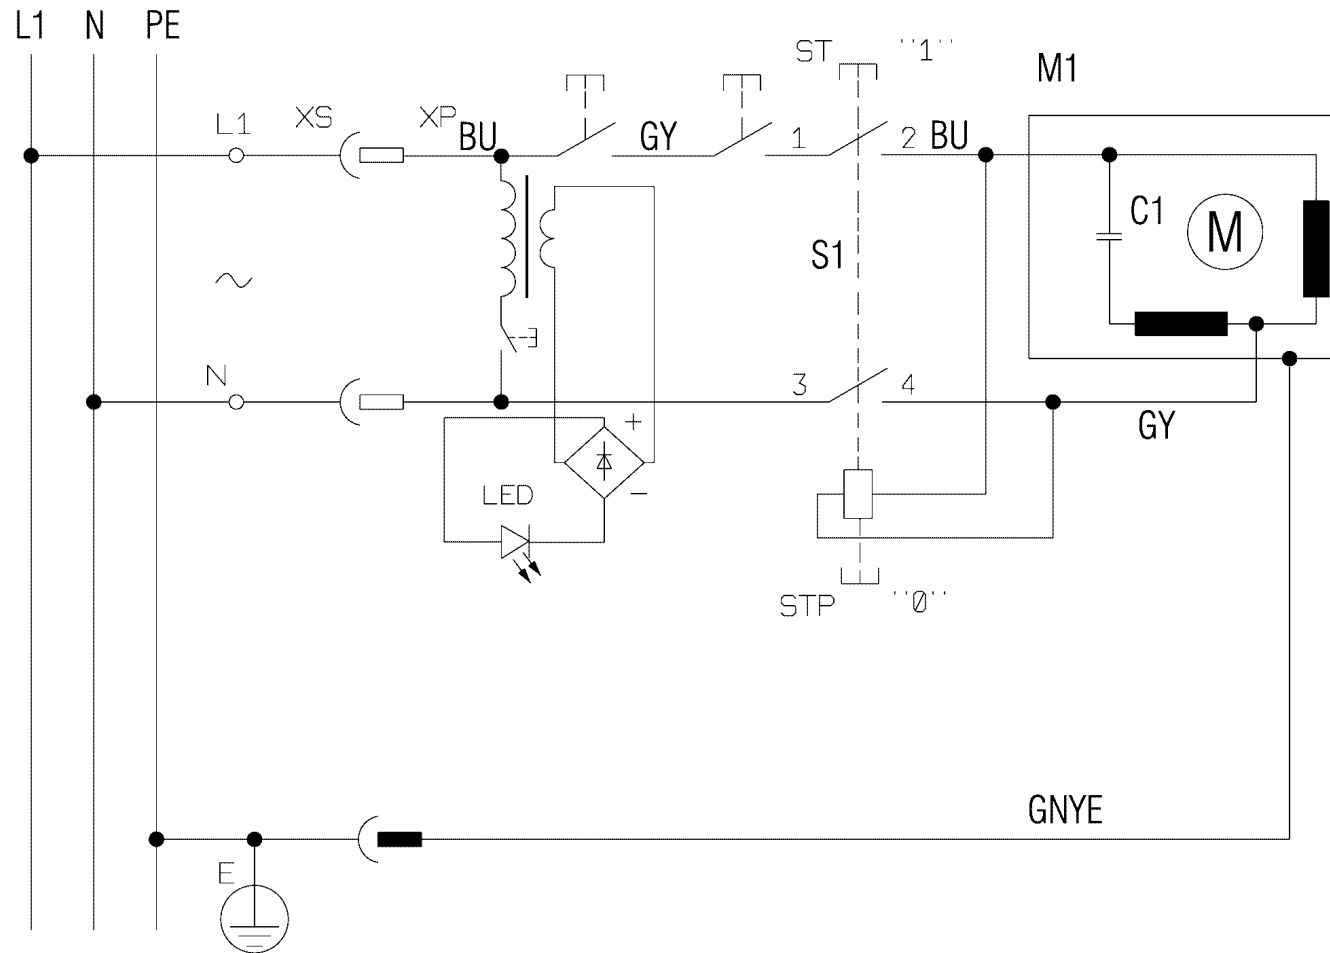 L1 N PE
ST "1"
M1
L1 XS XP BU GY 1 2 BU
C1 M
S1
N 3 4
GY
+
LED −
STP "0"
GNYE
E